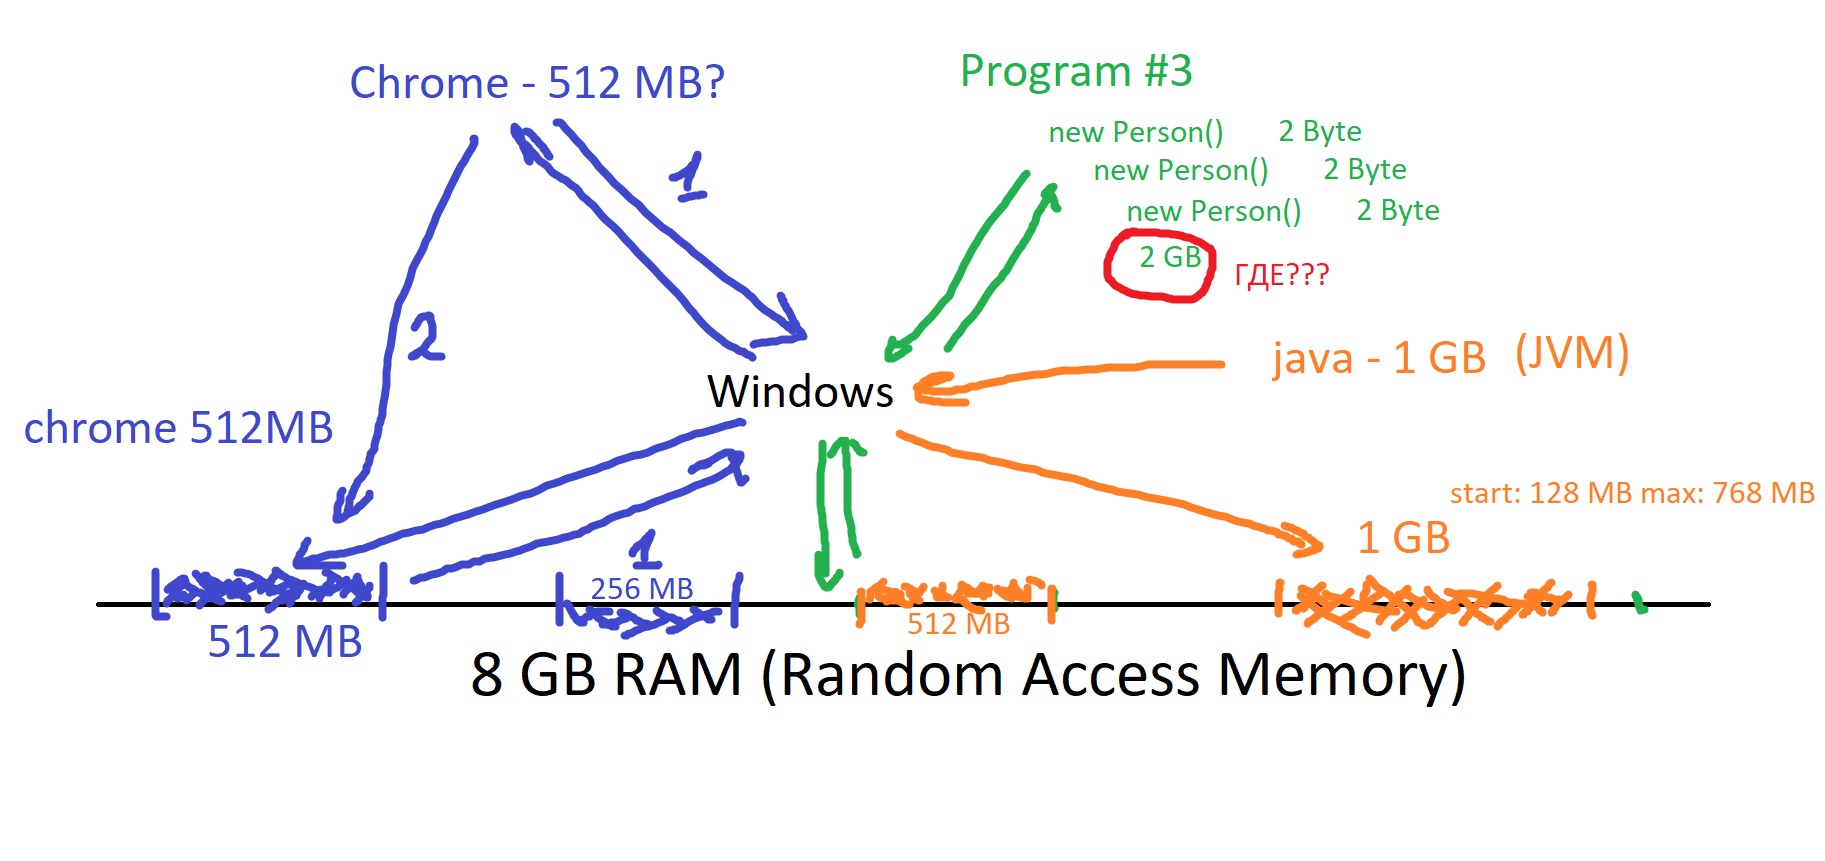 Chrome - 512 MB?
1
2
chrome 512MB
512 MB
1
256 MB
Windows
Program #3
new Person() 2 Byte
new Person() 2 Byte
new Person() 2 Byte
2 GB
ГДЕ???
java - 1 GB (JVM)
start: 128 MB max: 768 MB
1 GB
512 MB
8 GB RAM (Random Access Memory)